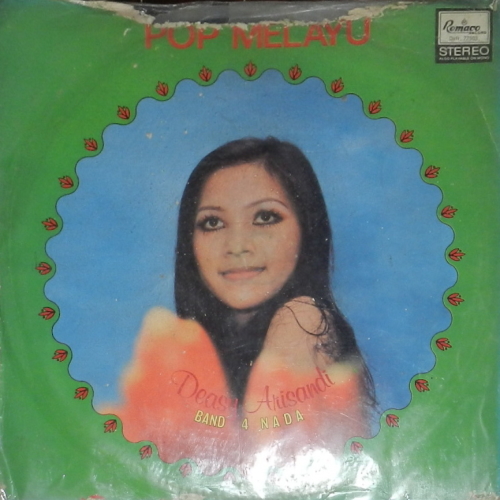 POP MELAYU
Remaco
STEREO
Deasy Arisandi
BAND 4 NADA